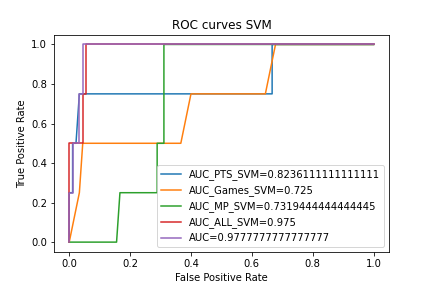 ROC curves SVM
True Positive Rate
1.0
0.8
0.6
0.4
0.2
0.0
AUC_PTS_SVM=0.8236111111111111
AUC_Games_SVM=0.725
AUC_MP_SVM=0.7319444444444445
AUC_ALL_SVM=0.975
AUC=0.9777777777777777
0.0 0.2 0.4 0.6 0.8 1.0
False Positive Rate